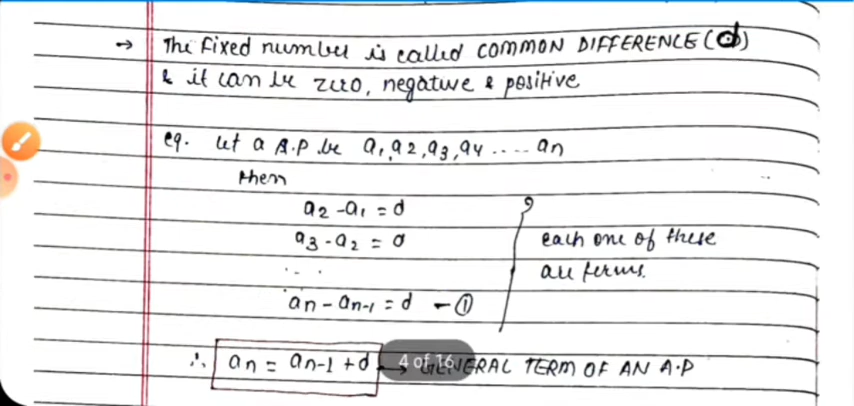 → The fixed number is called COMMON DIFFERENCE (d)
& it can be zero, negative & positive
eg. let a A.P be a1, a2, a3, a4 .... an
then
a2 - a1 = d
a3 - a2 = d
each one of these
are terms.
....
an - an-1 = d - ①
∴ an = an-1 + d → GENERAL TERM OF AN A.P
4 of 16